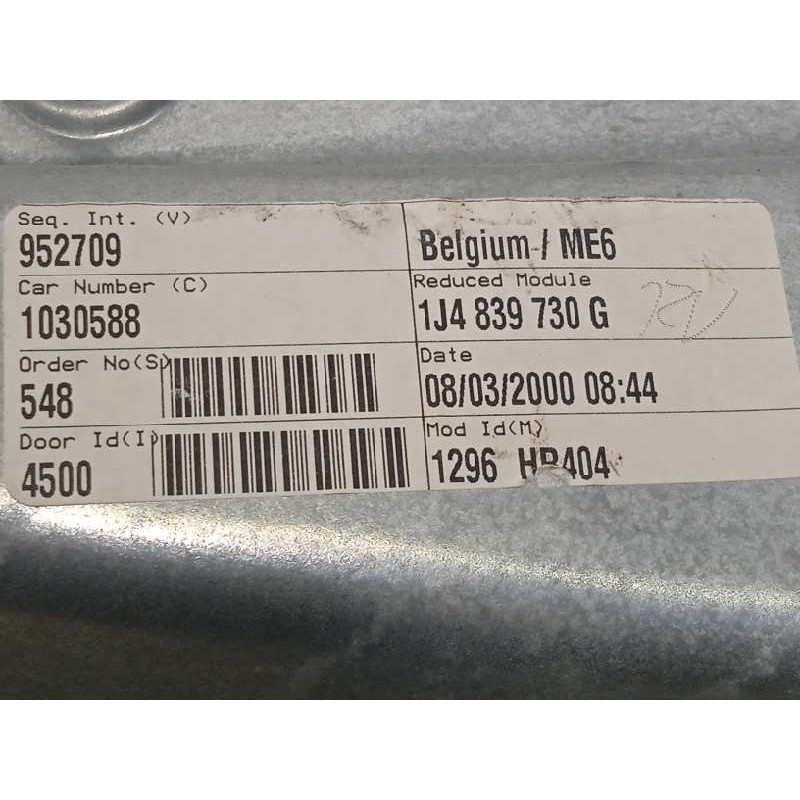 Seq. Int. (V)
952709
Belgium / ME6
Car Number (C)
1030588
Reduced Module
1J4 839 730 G
Order No(S)
548
Date
08/03/2000 08:44
Door Id(I)
4500
Mod Id(M)
1296 HB404